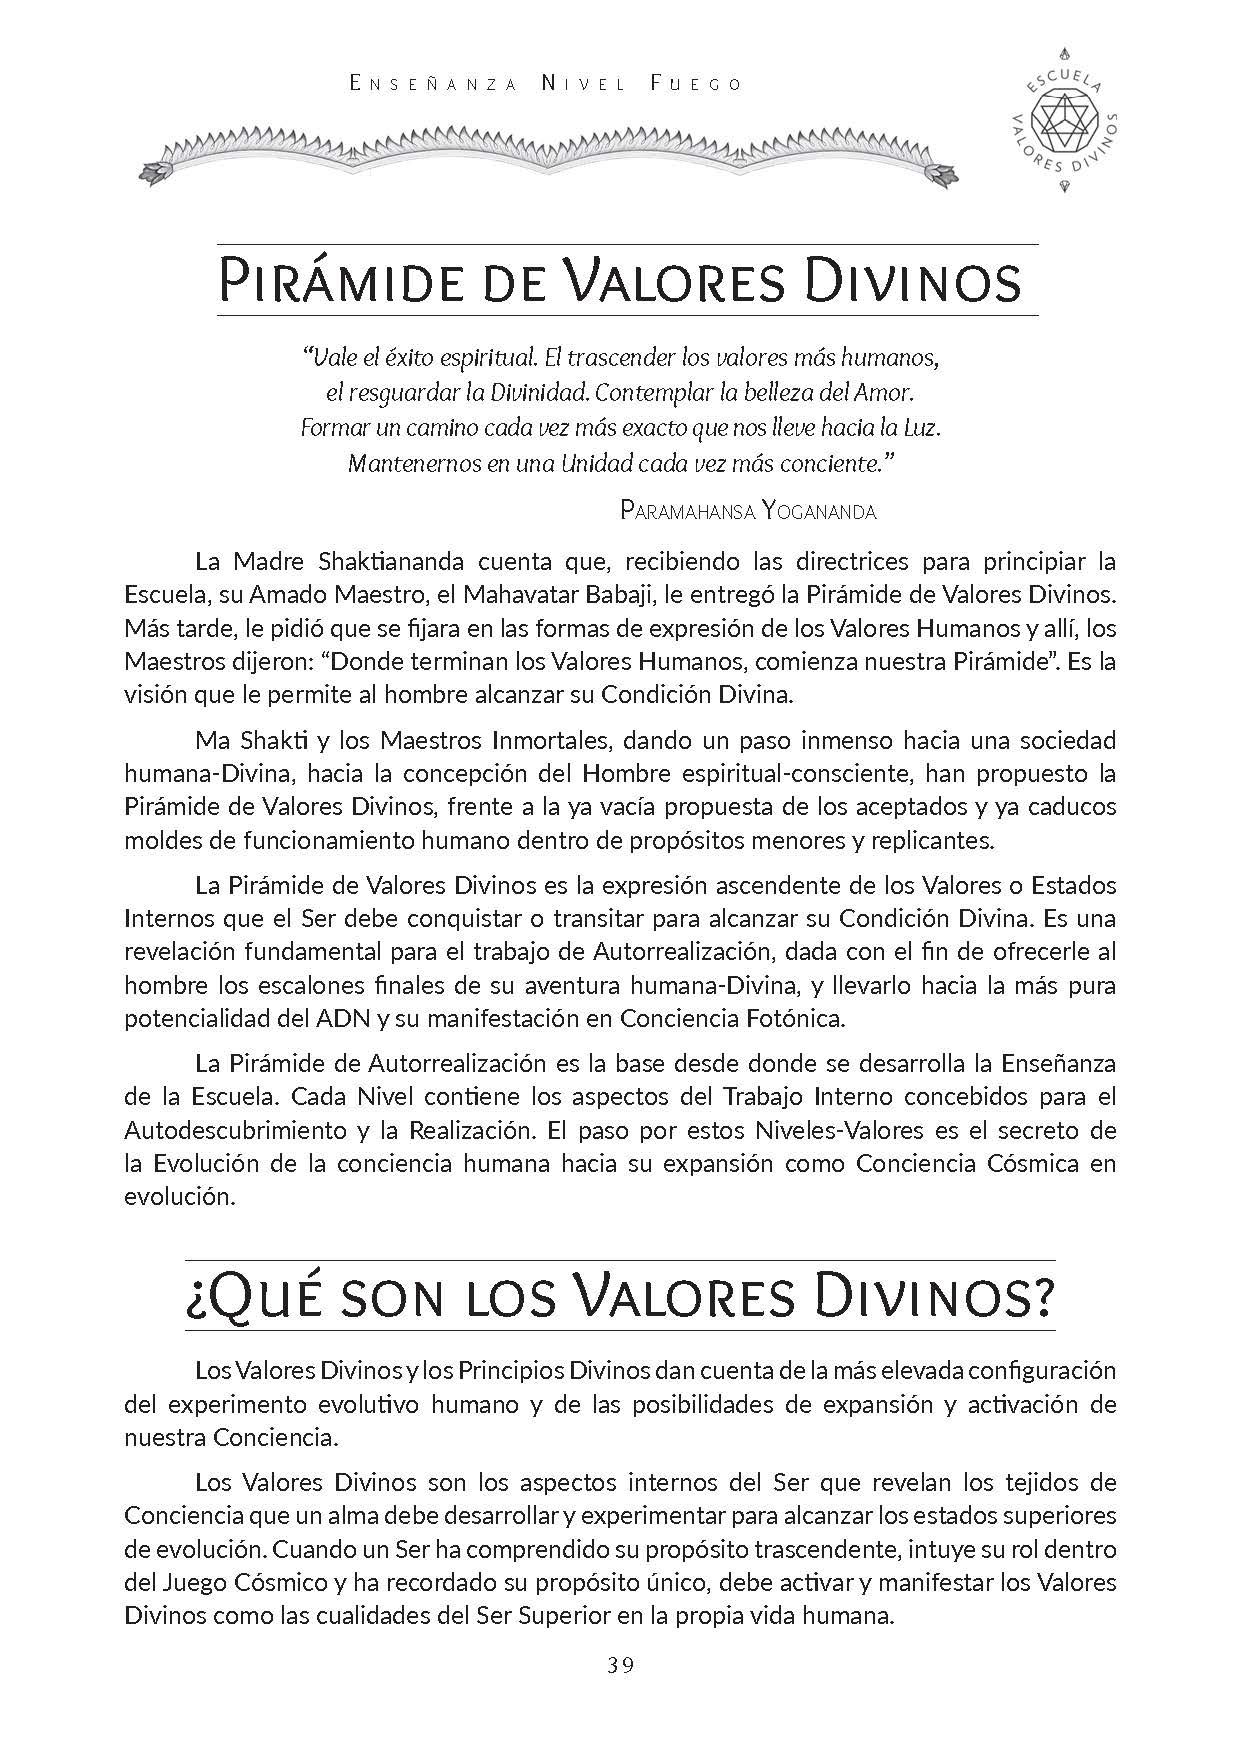 Enseñanza Nivel Fuego
ESCUELA
VALORES DIVINOS
Pirámide de Valores Divinos
“Vale el éxito espiritual. El trascender los valores más humanos,
el resguardar la Divinidad. Contemplar la belleza del Amor.
Formar un camino cada vez más exacto que nos lleve hacia la Luz.
Mantenernos en una Unidad cada vez más conciente.”
Paramahansa Yogananda
La Madre Shaktiananda cuenta que, recibiendo las directrices para principiar la
Escuela, su Amado Maestro, el Mahavatar Babaji, le entregó la Pirámide de Valores Divinos.
Más tarde, le pidió que se fijara en las formas de expresión de los Valores Humanos y allí, los
Maestros dijeron: “Donde terminan los Valores Humanos, comienza nuestra Pirámide”. Es la
visión que le permite al hombre alcanzar su Condición Divina.
Ma Shakti y los Maestros Inmortales, dando un paso inmenso hacia una sociedad
humana-Divina, hacia la concepción del Hombre espiritual-consciente, han propuesto la
Pirámide de Valores Divinos, frente a la ya vacía propuesta de los aceptados y ya caducos
moldes de funcionamiento humano dentro de propósitos menores y replicantes.
La Pirámide de Valores Divinos es la expresión ascendente de los Valores o Estados
Internos que el Ser debe conquistar o transitar para alcanzar su Condición Divina. Es una
revelación fundamental para el trabajo de Autorrealización, dada con el fin de ofrecerle al
hombre los escalones finales de su aventura humana-Divina, y llevarlo hacia la más pura
potencialidad del ADN y su manifestación en Conciencia Fotónica.
La Pirámide de Autorrealización es la base desde donde se desarrolla la Enseñanza
de la Escuela. Cada Nivel contiene los aspectos del Trabajo Interno concebidos para el
Autodescubrimiento y la Realización. El paso por estos Niveles-Valores es el secreto de
la Evolución de la conciencia humana hacia su expansión como Conciencia Cósmica en
evolución.
¿Qué son los Valores Divinos?
Los Valores Divinos y los Principios Divinos dan cuenta de la más elevada configuración
del experimento evolutivo humano y de las posibilidades de expansión y activación de
nuestra Conciencia.
Los Valores Divinos son los aspectos internos del Ser que revelan los tejidos de
Conciencia que un alma debe desarrollar y experimentar para alcanzar los estados superiores
de evolución. Cuando un Ser ha comprendido su propósito trascendente, intuye su rol dentro
del Juego Cósmico y ha recordado su propósito único, debe activar y manifestar los Valores
Divinos como las cualidades del Ser Superior en la propia vida humana.
39